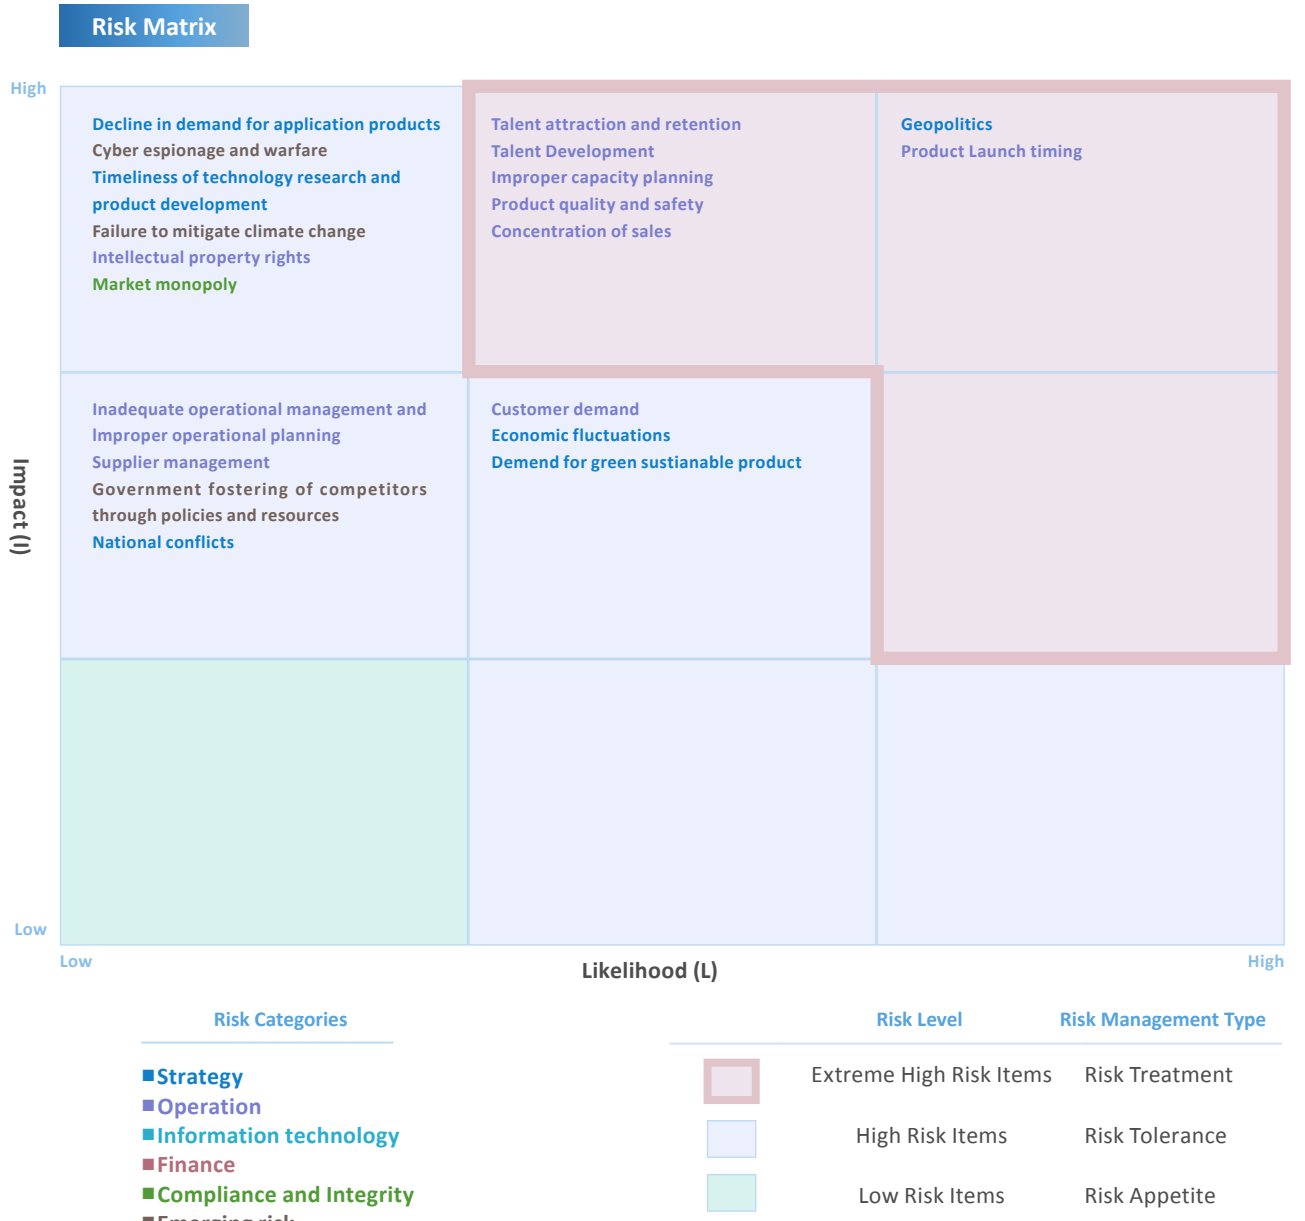 Risk Matrix
High
Decline in demand for application products
Cyber espionage and warfare
Timeliness of technology research and
product development
Failure to mitigate climate change
Intellectual property rights
Market monopoly
Talent attraction and retention
Talent Development
Improper capacity planning
Product quality and safety
Concentration of sales
Geopolitics
Product Launch timing
Impact (I)
Inadequate operational management and
lmproper operational planning
Supplier management
Government fostering of competitors
through policies and resources
National conflicts
Customer demand
Economic fluctuations
Demend for green sustianable product
Low
Low
Likelihood (L)
High
Risk Categories
Strategy
Operation
Information technology
Finance
Compliance and Integrity
Emerging risk
Risk Level Risk Management Type
Extreme High Risk Items Risk Treatment
High Risk Items Risk Tolerance
Low Risk Items Risk Appetite